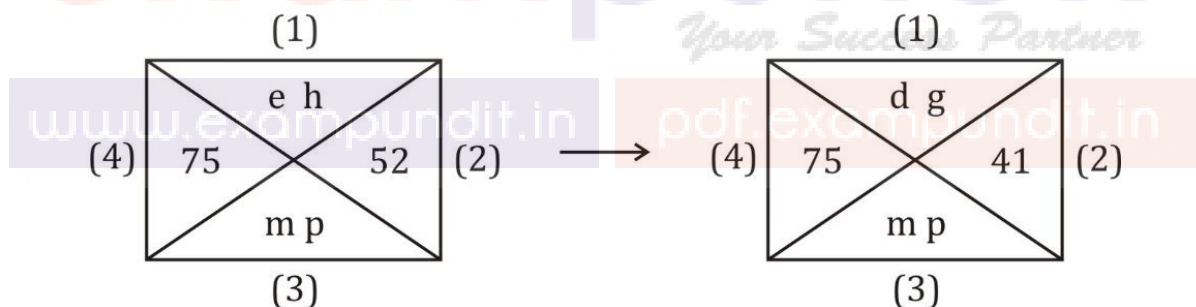 Your Success Partner
(1) (1)
e h d g
www.exampundit.in pdf.exampundit.in
(4) 75 52 (2) (4) 75 41 (2)
m p m p
(3) (3)